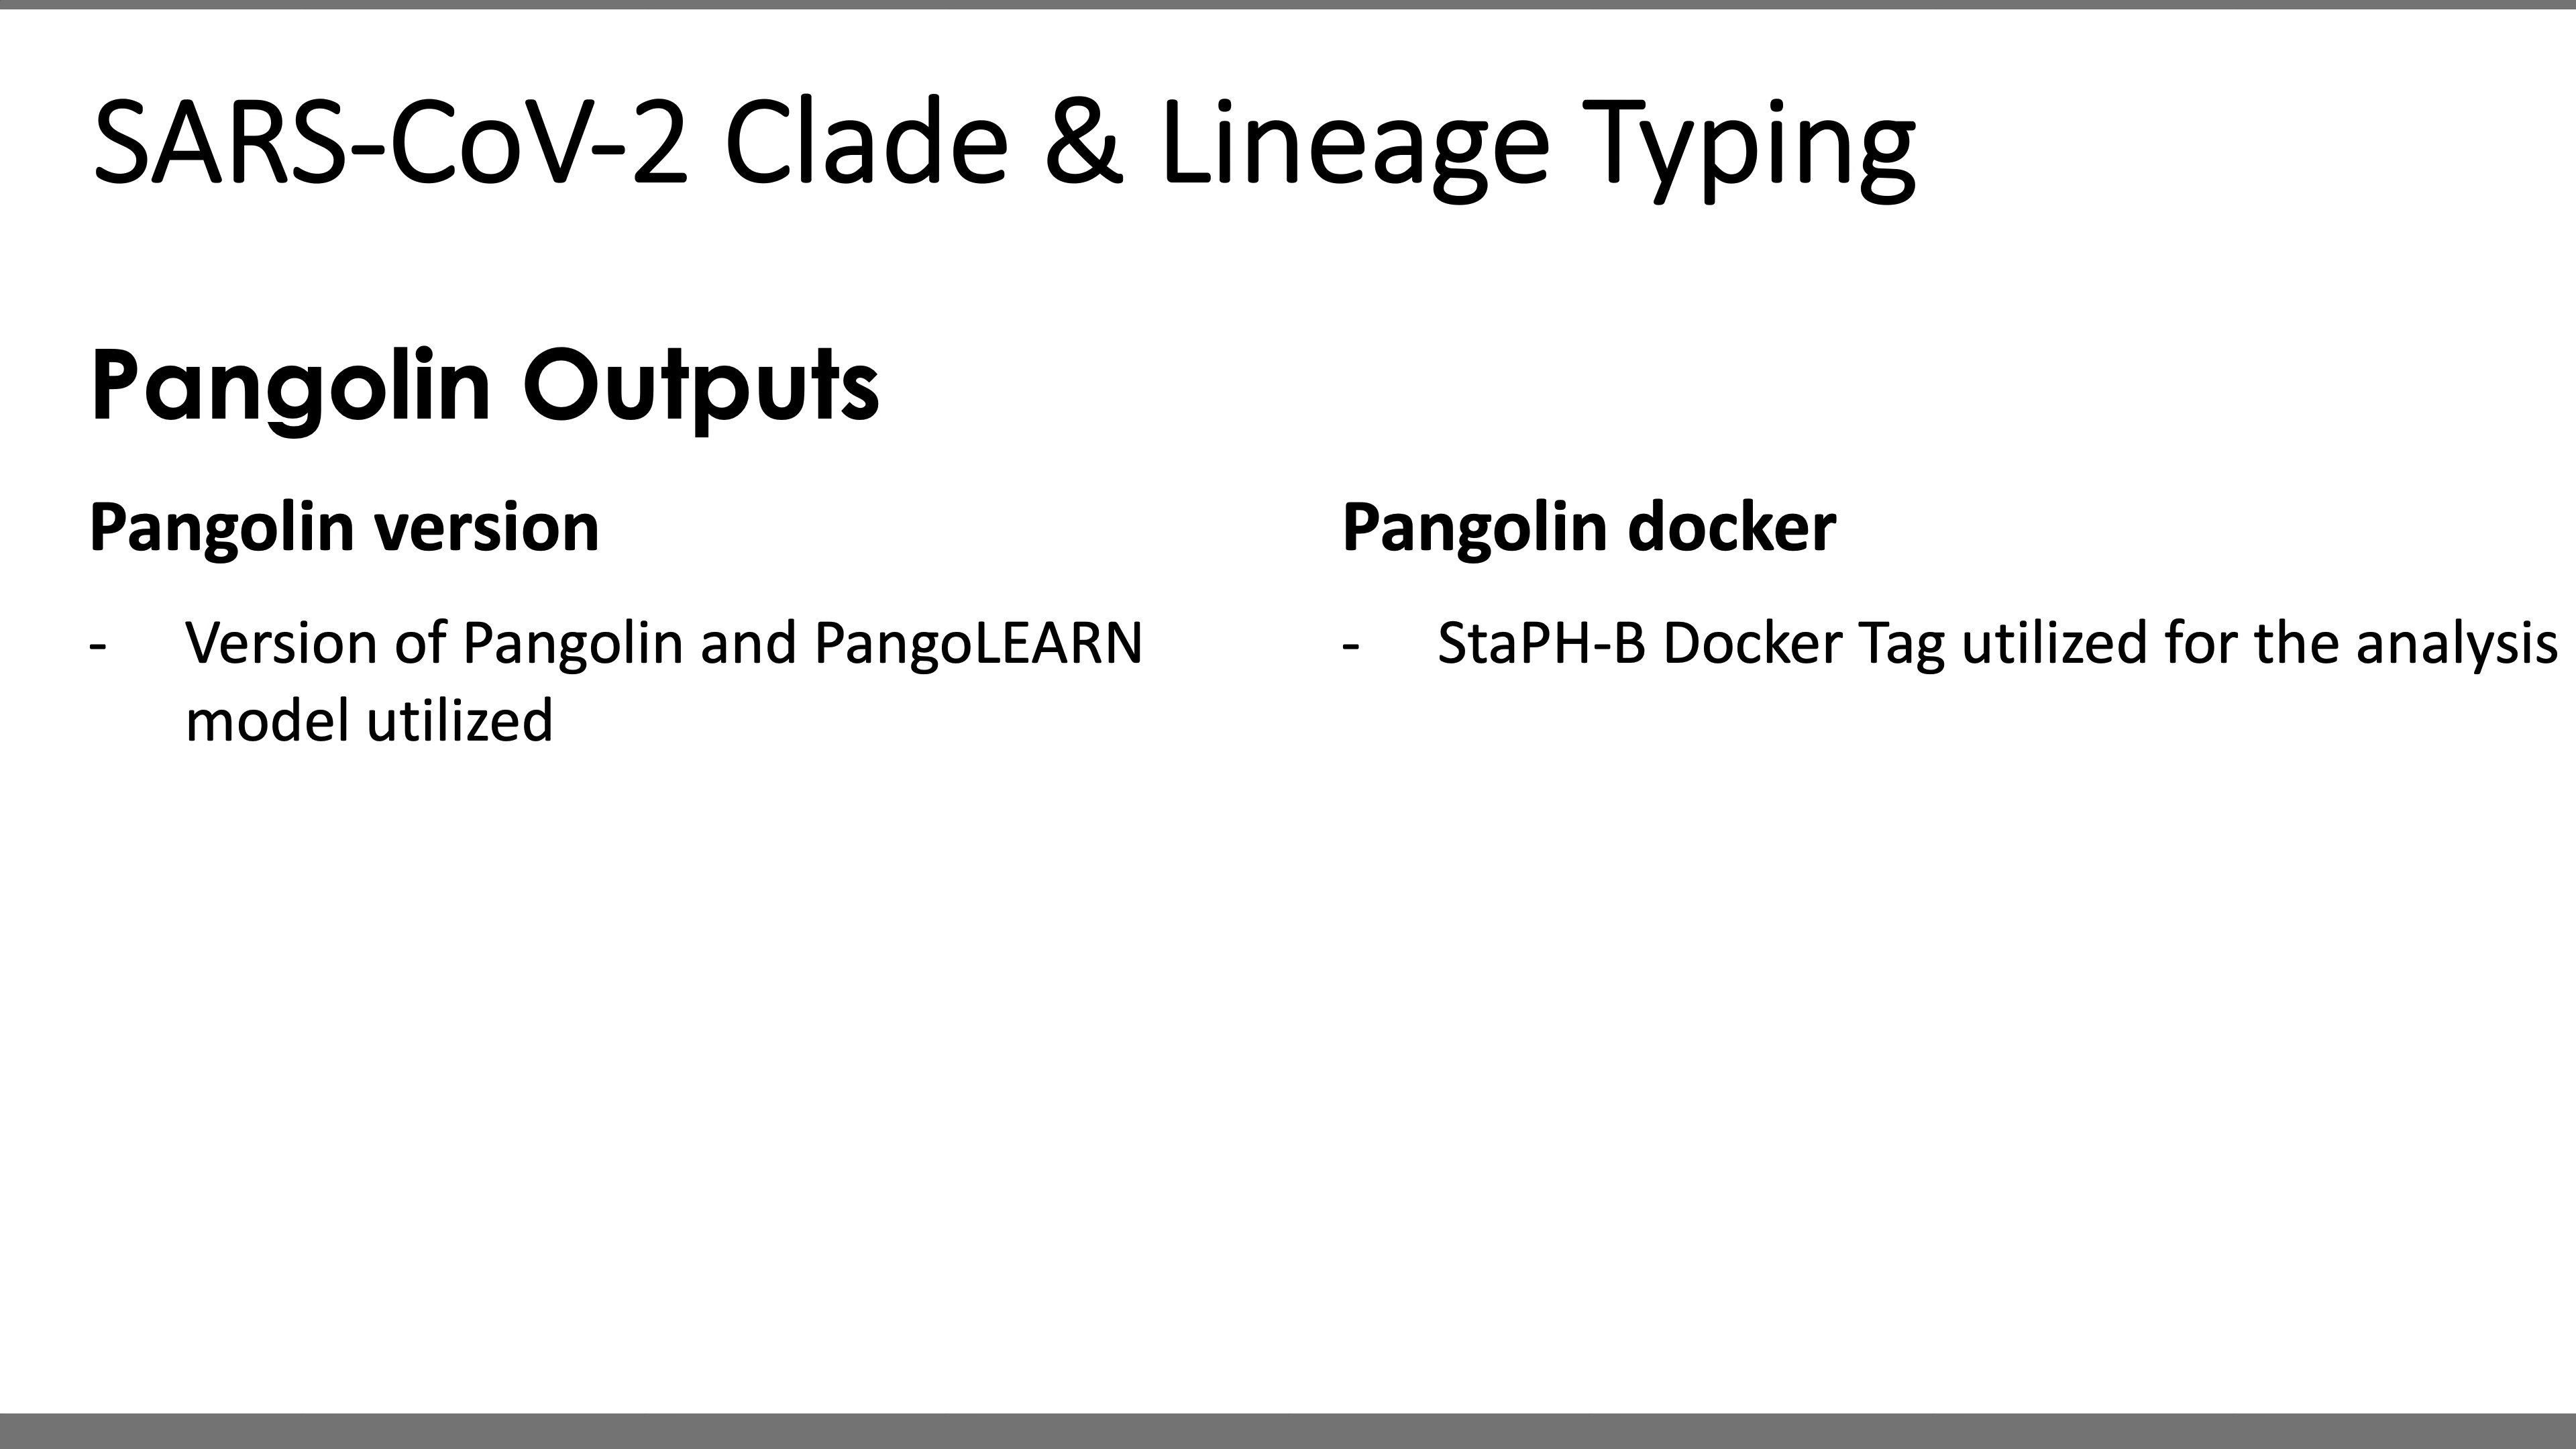 SARS-CoV-2 Clade & Lineage Typing
Pangolin Outputs
Pangolin version
- Version of Pangolin and PangoLEARN
model utilized
Pangolin docker
- StaPH-B Docker Tag utilized for the analysis